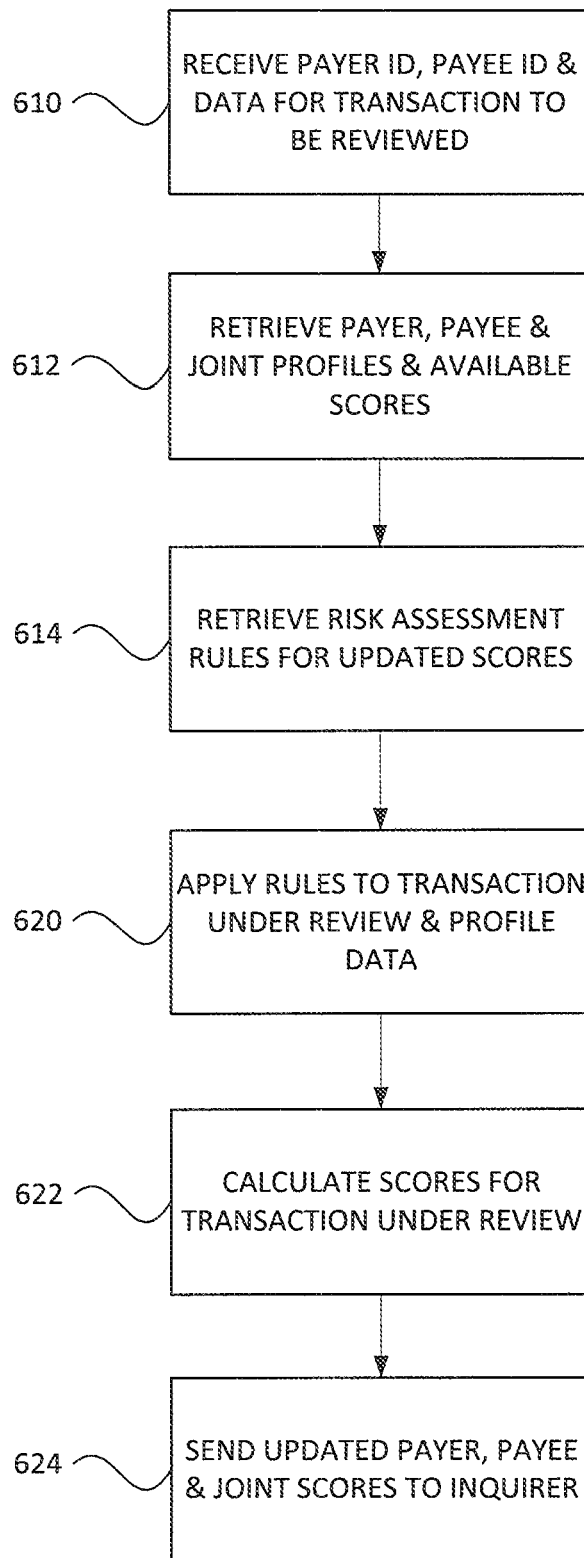 610
RECEIVE PAYER ID, PAYEE ID &
DATA FOR TRANSACTION TO
BE REVIEWED
612
RETRIEVE PAYER, PAYEE &
JOINT PROFILES & AVAILABLE
SCORES
614
RETRIEVE RISK ASSESSMENT
RULES FOR UPDATED SCORES
620
APPLY RULES TO TRANSACTION
UNDER REVIEW & PROFILE
DATA
622
CALCULATE SCORES FOR
TRANSACTION UNDER REVIEW
624
SEND UPDATED PAYER, PAYEE
& JOINT SCORES TO INQUIRER